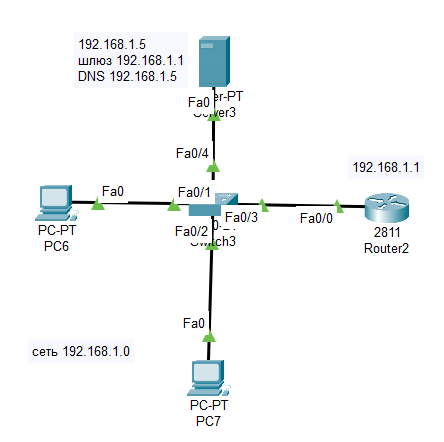 192.168.1.5
шлюз 192.168.1.1
DNS 192.168.1.5
Fa0
Fa0/4
192.168.1.1
Fa0
Fa0/1
Fa0/3
Fa0/0
Fa0/2
PC-PT
PC6
2811
Router2
Fa0
сеть 192.168.1.0
PC-PT
PC7